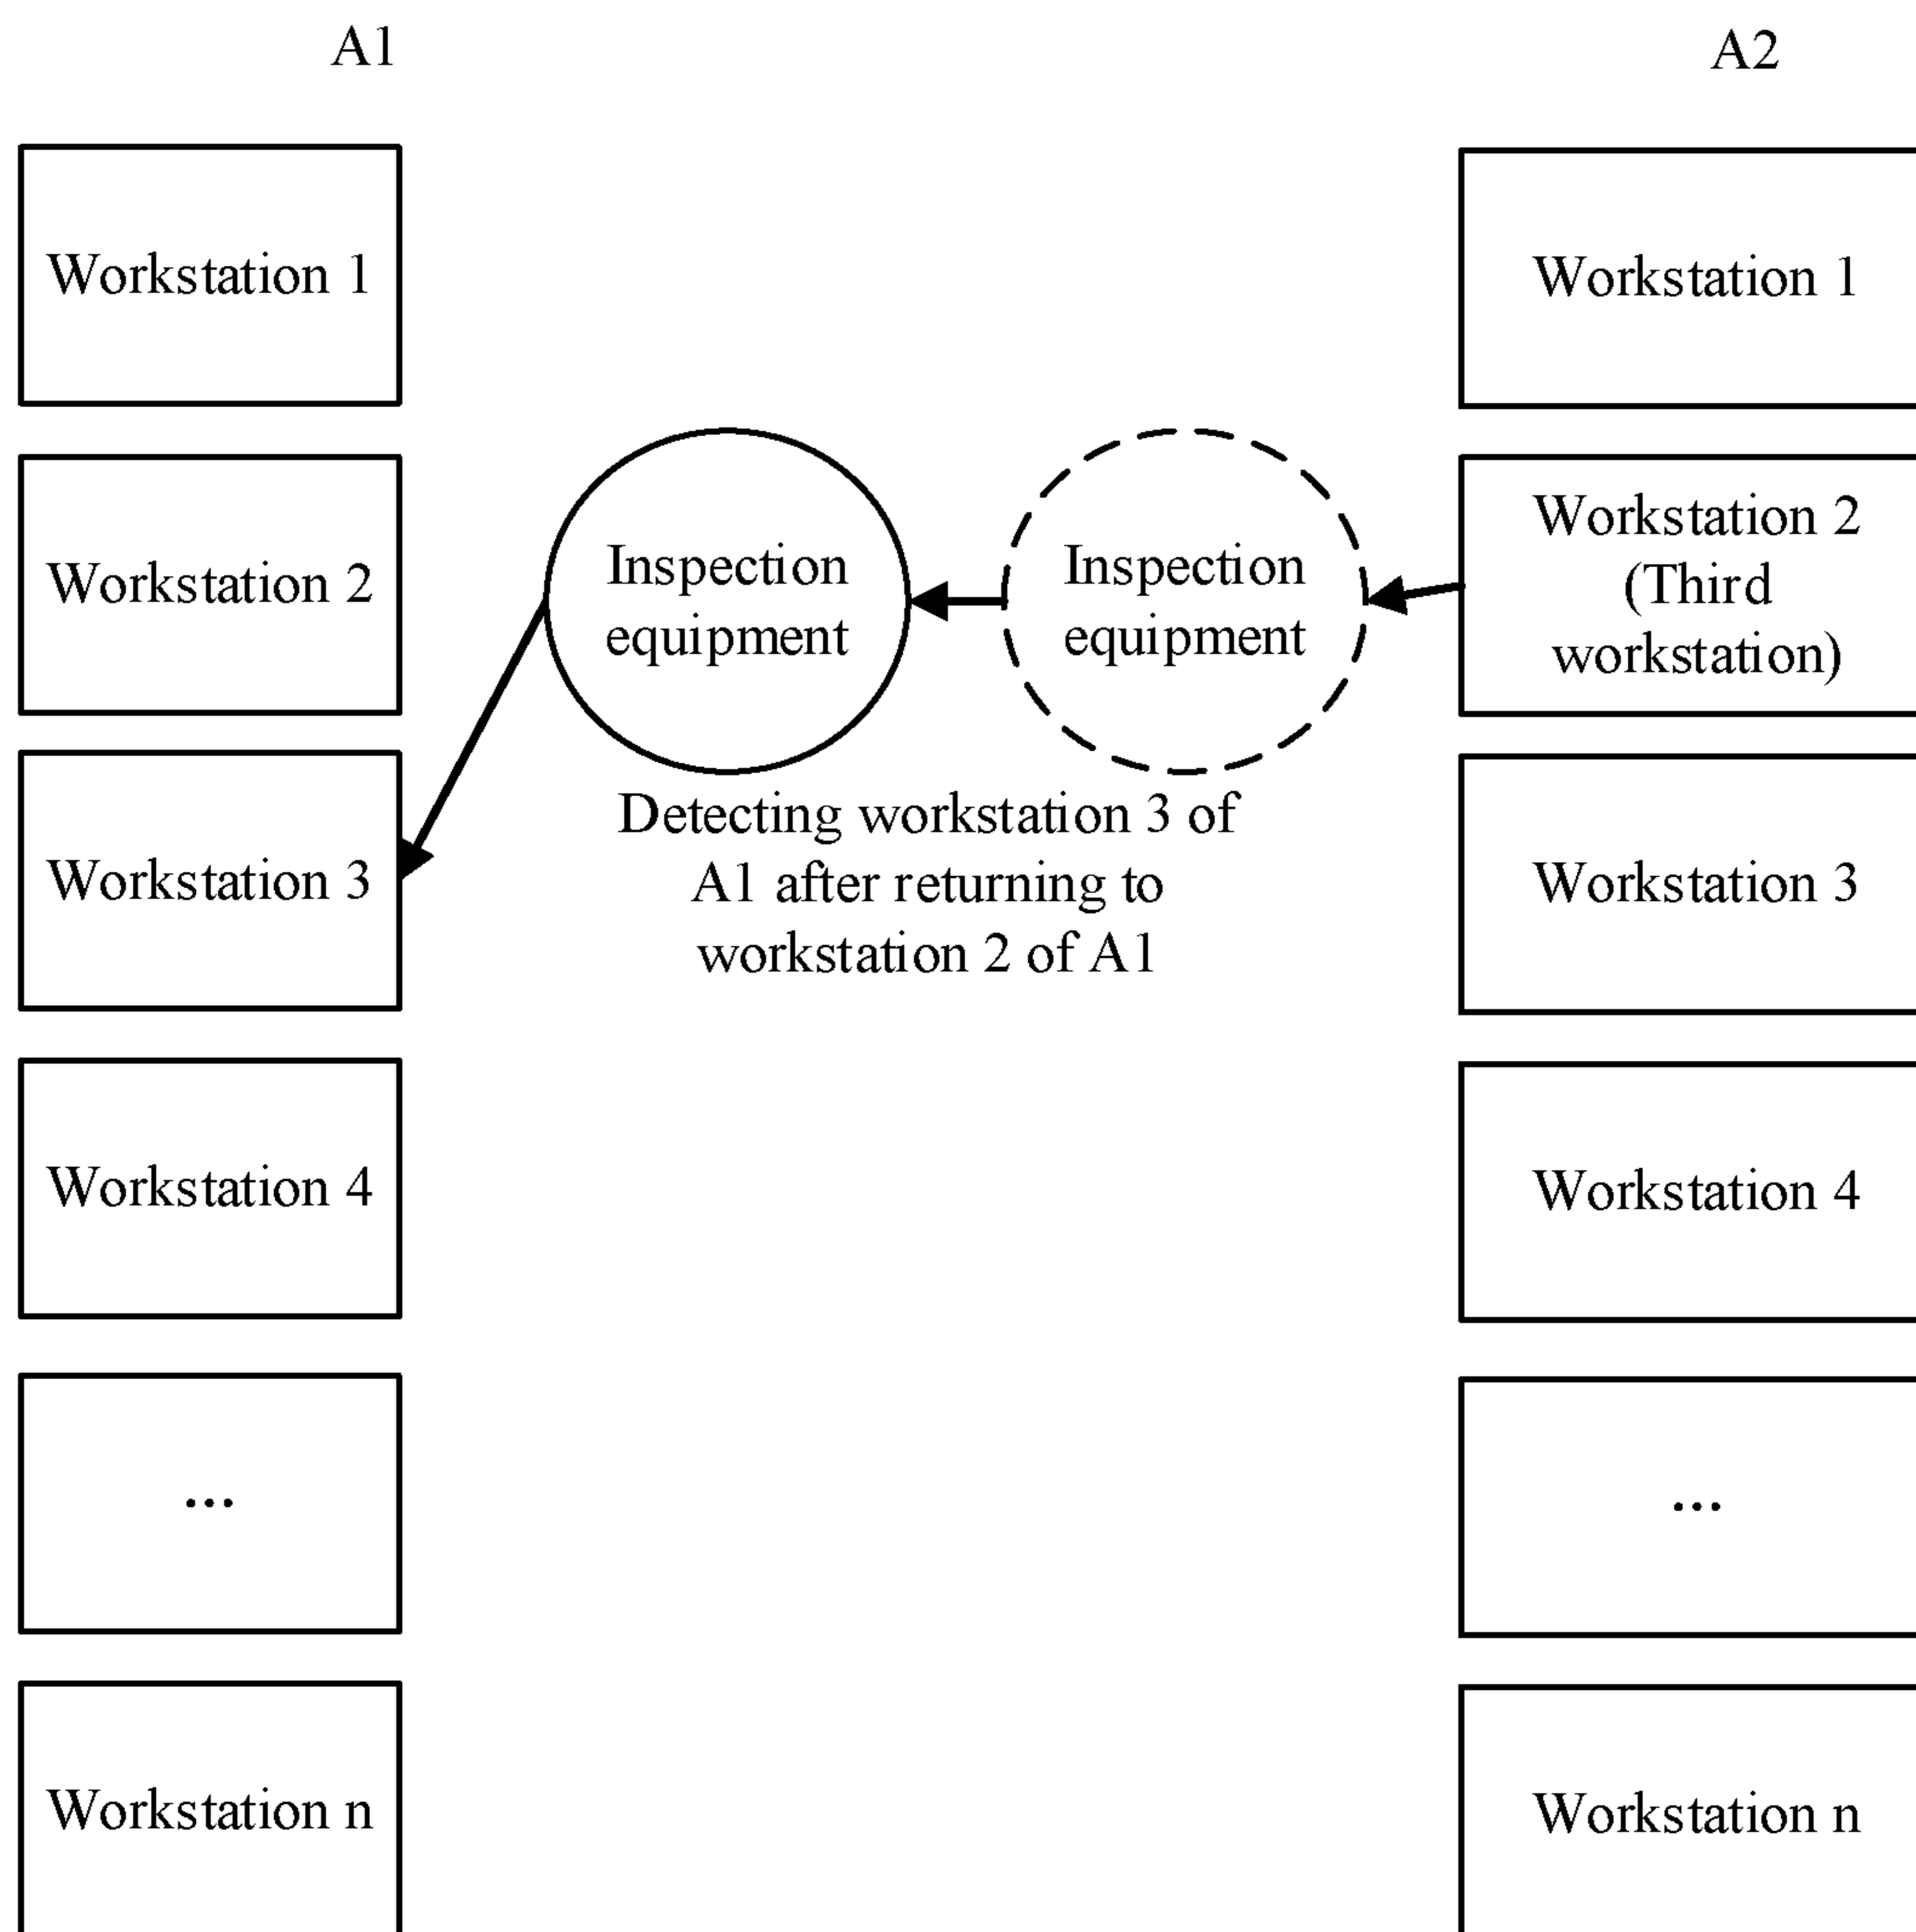 A1
A2
Workstation 1
Workstation 1
Workstation 2
Inspection
equipment
Inspection
equipment
Workstation 2
(Third
workstation)
Workstation 3
Detecting workstation 3 of
A1 after returning to
workstation 2 of A1
Workstation 3
Workstation 4
Workstation 4
...
...
Workstation n
Workstation n